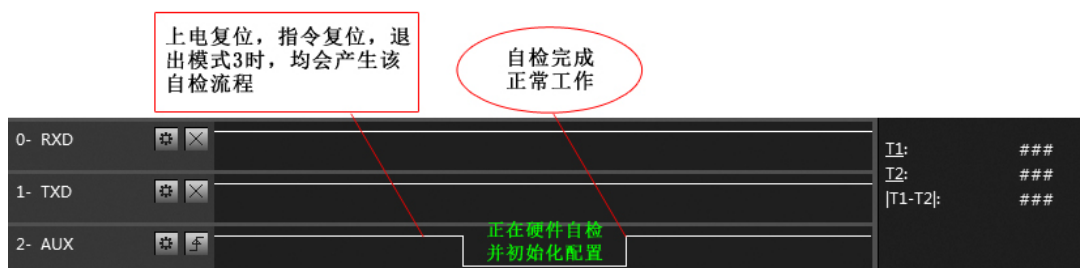 上电复位，指令复位，退
出模式3时，均会产生该
自检流程
自检完成
正常工作
0- RXD
T1: ###
T2: ###
1- TXD
|T1-T2|: ###
正在硬件自检
2- AUX
并初始化配置